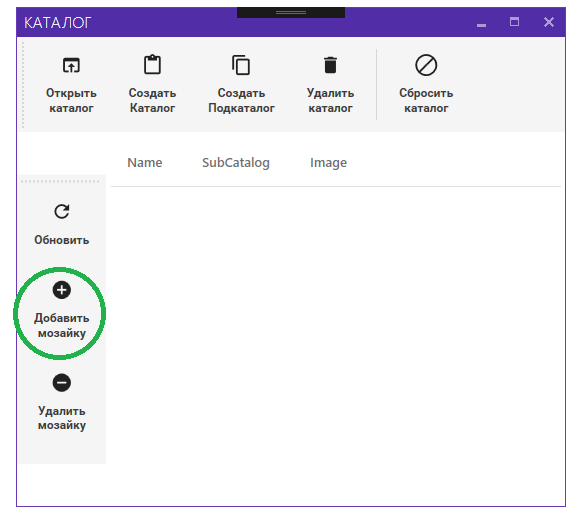 КАТАЛОГ
Открыть
каталог
Создать
Каталог
Создать
Подкаталог
Удалить
каталог
Сбросить
каталог
Name SubCatalog Image
Обновить
Добавить
мозайку
Удалить
мозайку